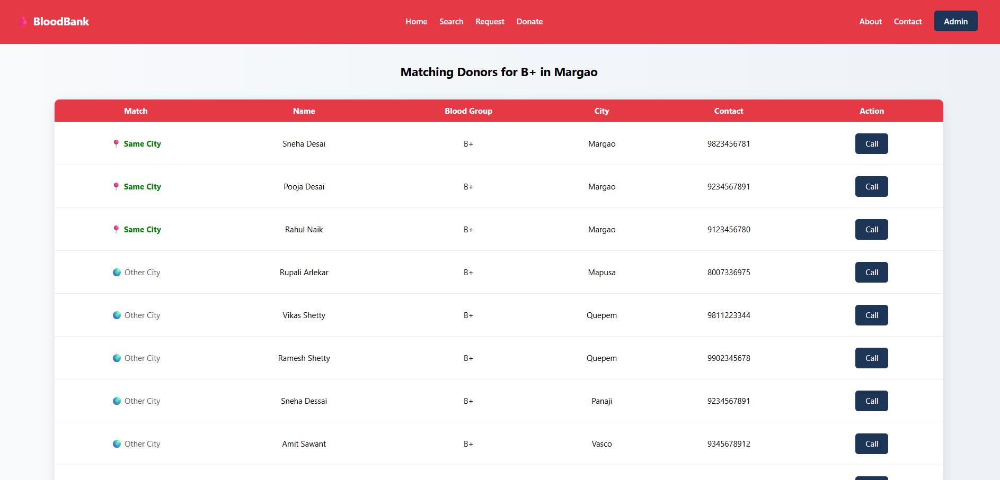 BloodBank Home Search Request Donate About Contact Admin
Matching Donors for B+ in Margao
Match Name Blood Group City Contact Action
Same City Sneha Desai B+ Margao 9823456781 Call
Same City Pooja Desai B+ Margao 9234567891 Call
Same City Rahul Naik B+ Margao 9123456780 Call
Other City Rupali Arlekar B+ Mapusa 8007336975 Call
Other City Vikas Shetty B+ Quepem 9811223344 Call
Other City Ramesh Shetty B+ Quepem 9902345678 Call
Other City Sneha Dessai B+ Panaji 9234567891 Call
Other City Amit Sawant B+ Vasco 9345678912 Call